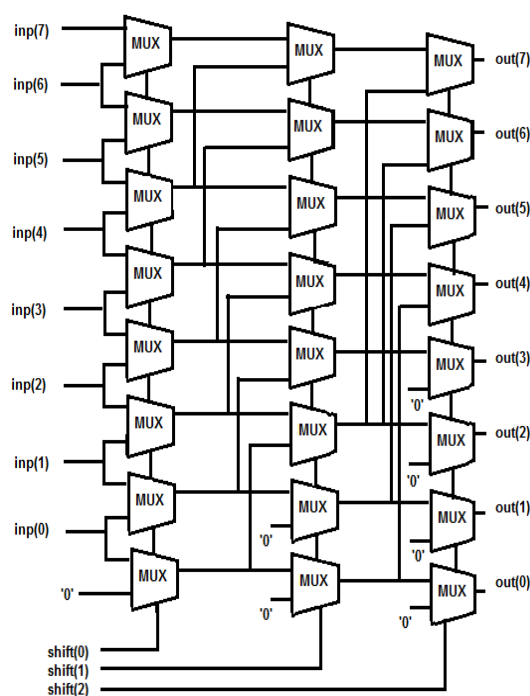 inp(7)
MUX
MUX
MUX
out(7)
inp(6)
MUX
MUX
MUX
out(6)
inp(5)
MUX
MUX
MUX
out(5)
inp(4)
MUX
MUX
MUX
out(4)
inp(3)
MUX
MUX
MUX
out(3)
'0'
inp(2)
MUX
MUX
MUX
out(2)
'0'
inp(1)
MUX
MUX
MUX
out(1)
'0'
'0'
inp(0)
MUX
MUX
MUX
out(0)
'0'
'0'
'0'
shift(0)
shift(1)
shift(2)